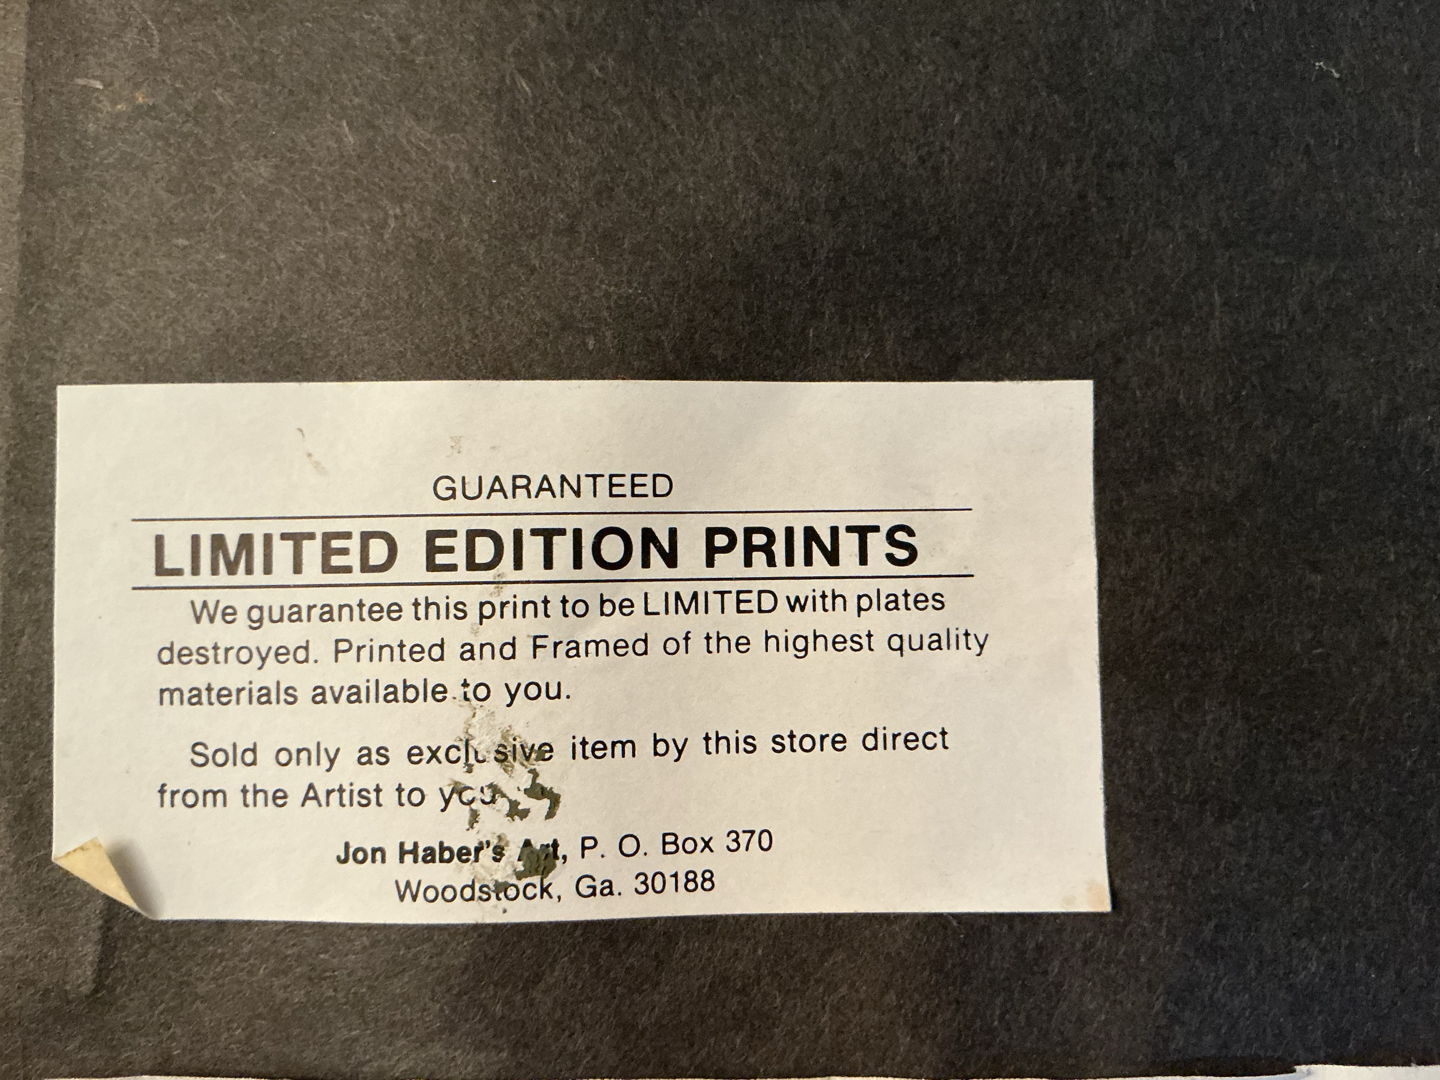 GUARANTEED
LIMITED EDITION PRINTS
We guarantee this print to be LIMITED with plates
destroyed. Printed and Framed of the highest quality
materials available to you.
Sold only as exclusive item by this store direct
from the Artist to you
Jon Haber's Art, P. O. Box 370
Woodstock, Ga. 30188